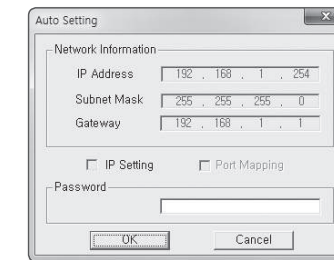 Auto Setting
x
Network Information
IP Address 192 . 168 . 1 . 254
Subnet Mask 255 . 255 . 255 . 0
Gateway 192 . 168 . 1 . 1
IP Setting Port Mapping
Password
OK Cancel